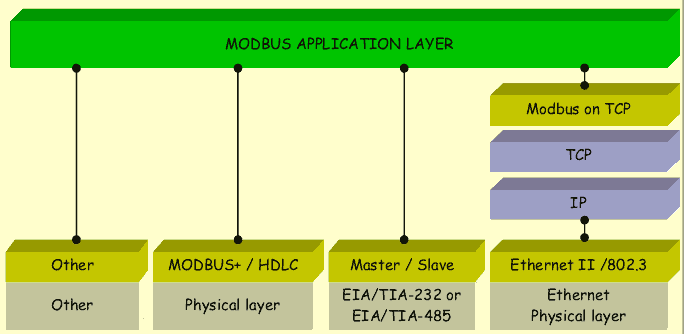 MODBUS APPLICATION LAYER
Modbus on TCP
TCP
IP
Other
MODBUS+ / HDLC
Master / Slave
Ethernet II /802.3
Other
Physical layer
EIA/TIA-232 or
EIA/TIA-485
Ethernet
Physical layer